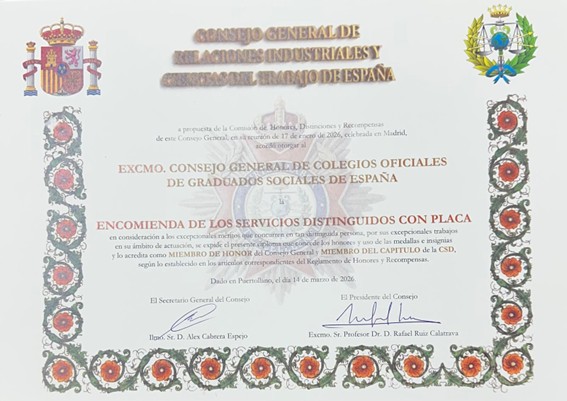 CONSEJO GENERAL DE
RELACIONES INDUSTRIALES Y
CIENCIAS DEL TRABAJO DE ESPAÑA
a propuesta de la Comisión de Honores, Distinciones y Recompensas
de este Consejo General, en su reunión de 17 de enero de 2026, celebrada en Madrid,
acordó otorgar al
EXCMO. CONSEJO GENERAL DE COLEGIOS OFICIALES
DE GRADUADOS SOCIALES DE ESPAÑA
la
ENCOMIENDA DE LOS SERVICIOS DISTINGUIDOS CON PLACA
en consideración a los excepcionales méritos que concurren en tan distinguida persona, por sus excepcionales trabajos
en su ámbito de actuación, se expide el presente diploma transitorio de los honores y uso de las medallas e insignias
y lo acredita como MIEMBRO DE HONOR del Consejo General y MIEMBRO DEL CAPITULO de la CSD,
según lo establecido en los artículos correspondientes del Reglamento de Honores y Recompensas.
Dado en Puertollano, el día 14 de marzo de 2026
El Secretario General del Consejo
El Presidente del Consejo
Ilmo. Sr. D. Alex Cabrera Espejo
Excmo. Sr. Profesor Dr. D. Rafael Ruiz Calatrava